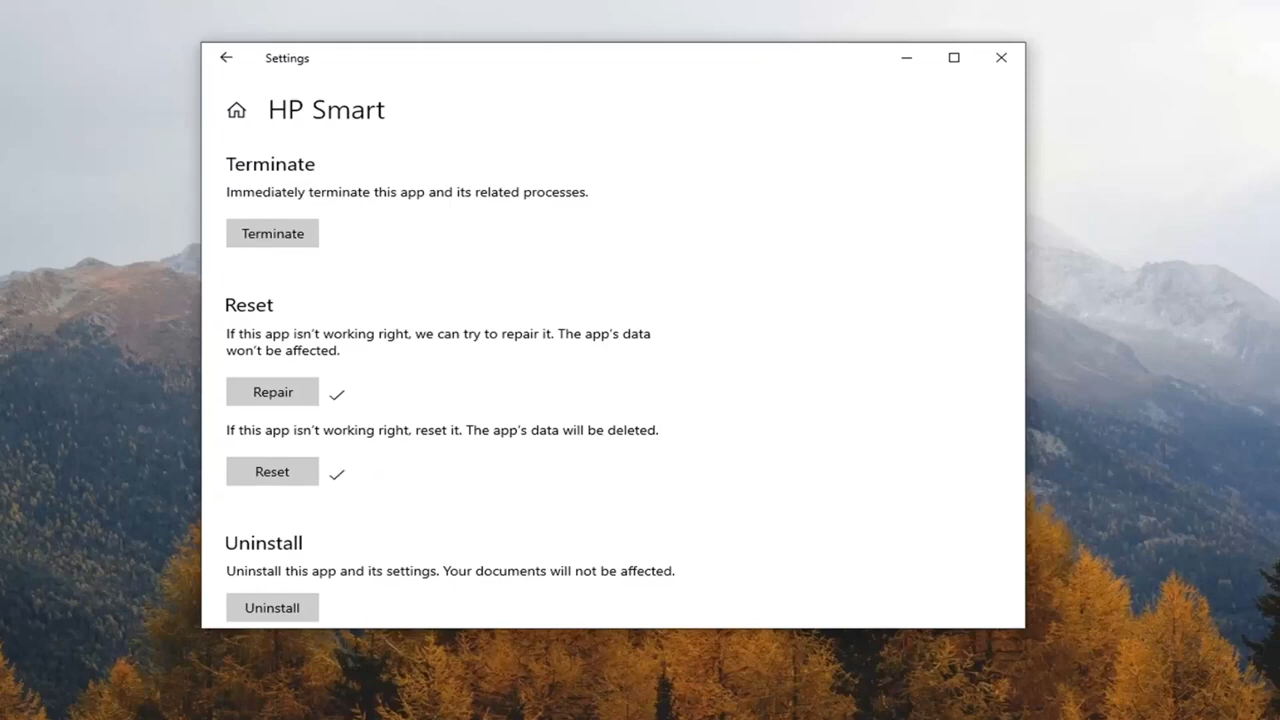 Settings
HP Smart
Terminate
Immediately terminate this app and its related processes.
Terminate
Reset
If this app isn't working right, we can try to repair it. The app's data
won't be affected.
Repair
If this app isn't working right, reset it. The app's data will be deleted.
Reset
Uninstall
Uninstall this app and its settings. Your documents will not be affected.
Uninstall